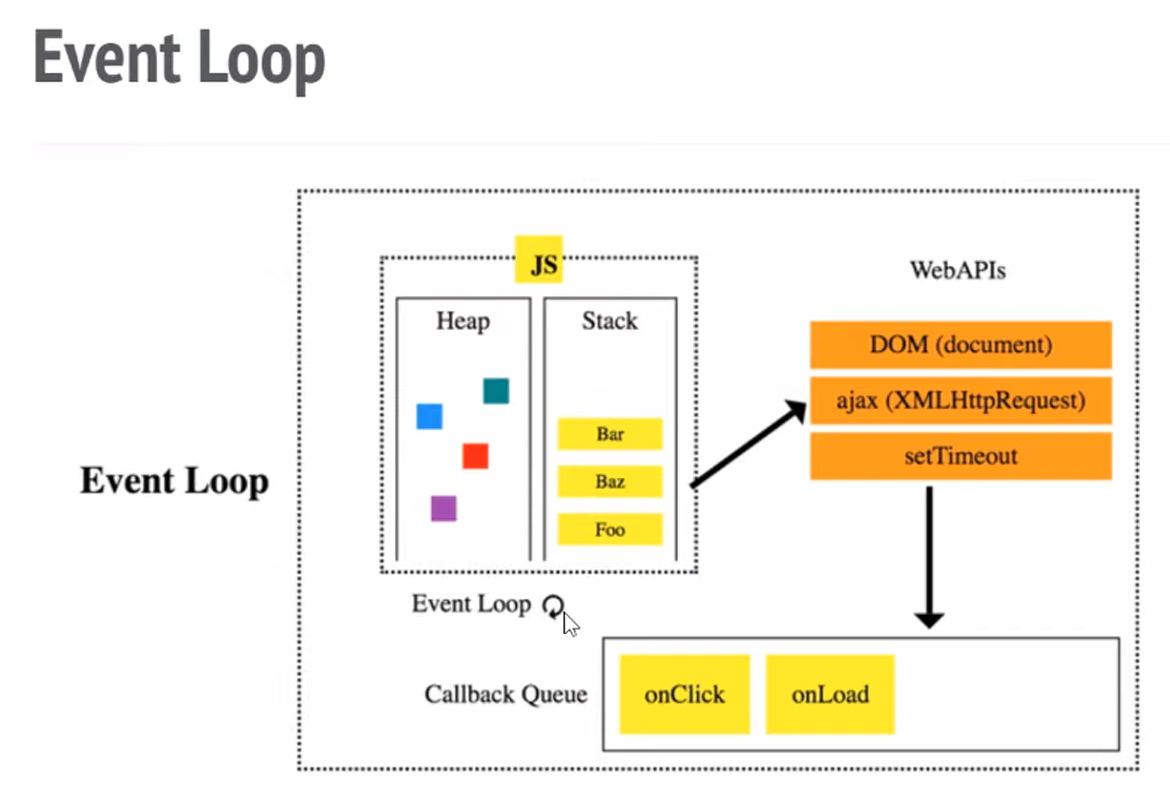 Event Loop
JS
WebAPIs
Heap
Stack
DOM (document)
ajax (XMLHttpRequest)
setTimeout
Bar
Baz
Foo
Event Loop
Event Loop
Callback Queue
onClick
onLoad